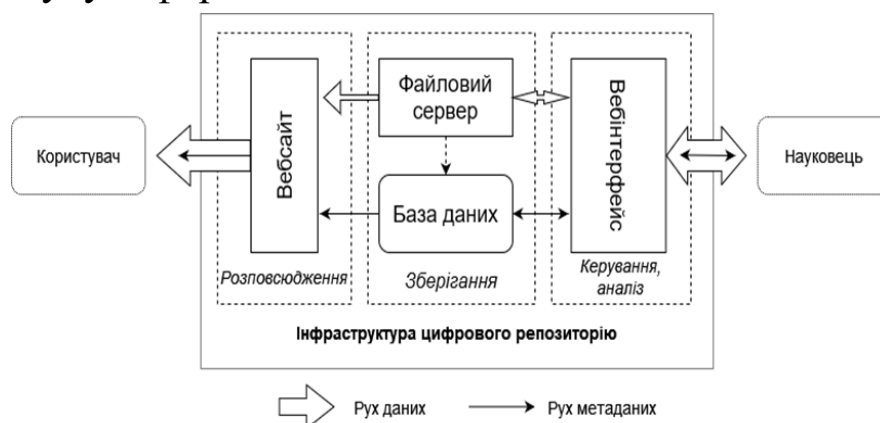 Файловий
сервер
Користувач
Вебсайт
Вебінтерфейс
Науковець
База даних
Розповсюдження
Зберігання
Керування,
аналіз
Інфраструктура цифрового репозиторію
Рух даних
Рух метаданих